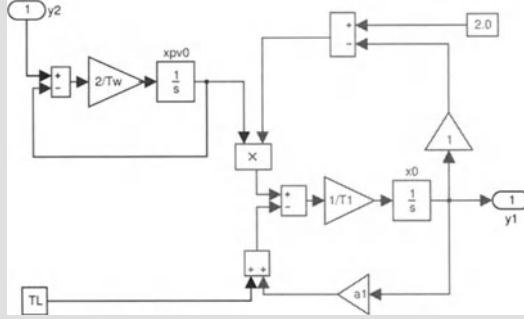 1
y2
xpv0
2/Tw
1
s
2.0
1
×
x0
1/T1
1
s
1
y1
a1
TL
+
−
+
−
+
−
+ +